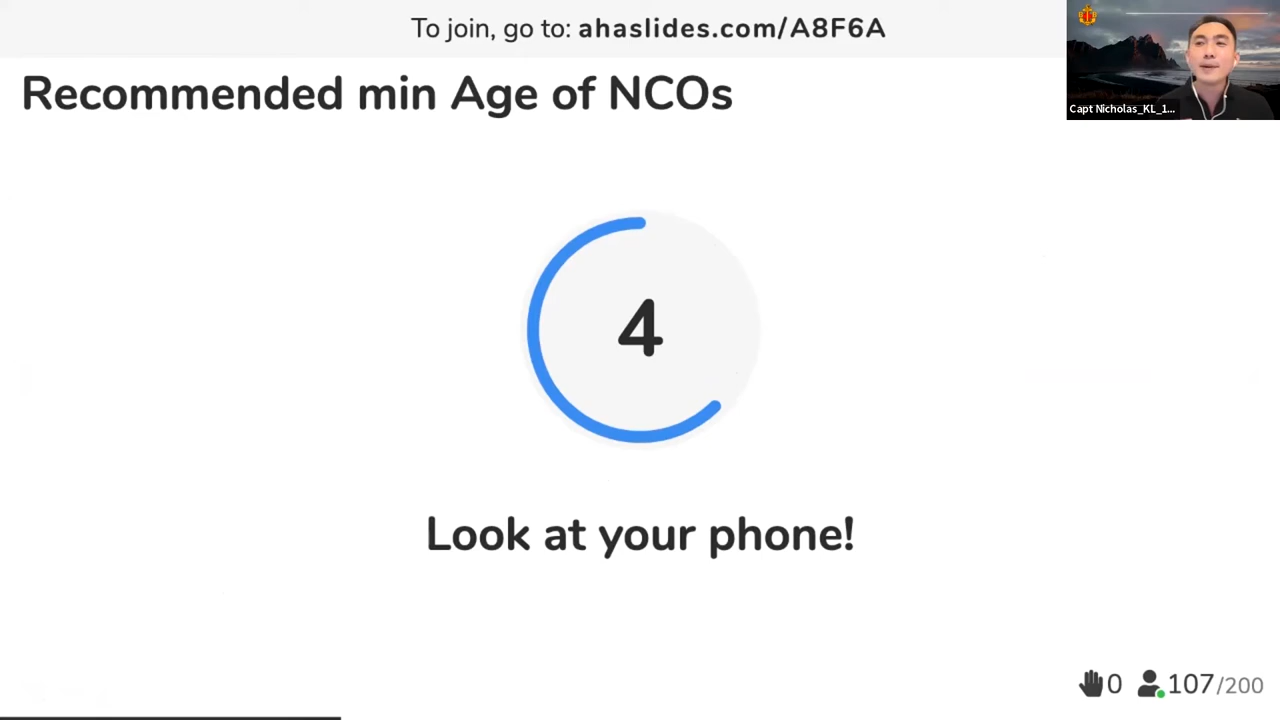 To join, go to: ahaslides.com/A8F6A
Capt Nicholas_KL_1...
Recommended min Age of NCOs
4
Look at your phone!
0 107/200